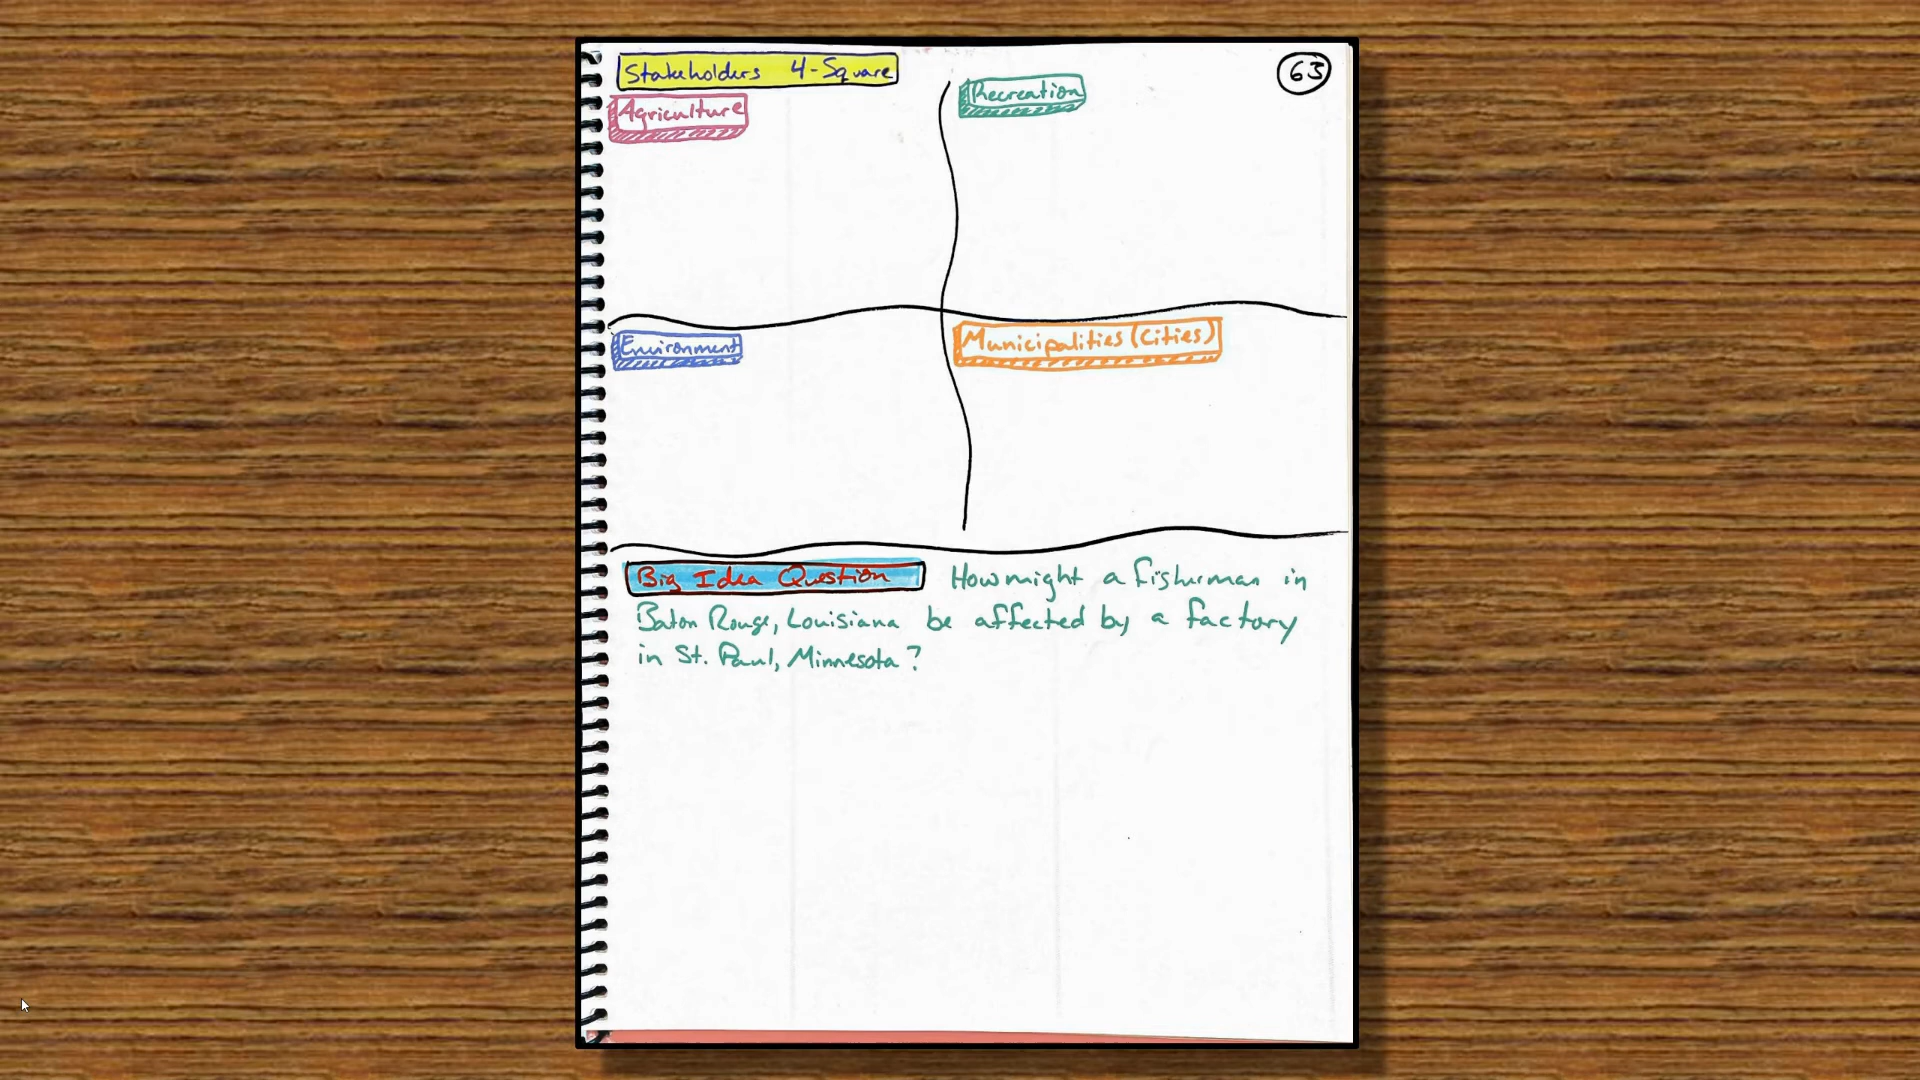 Stakeholders 4-Square
63
Agriculture
Recreation
Environment
Municipalities (Cities)
Big Idea Question How might a fisherman in
Baton Rouge, Louisiana be affected by a factory
in St. Paul, Minnesota?